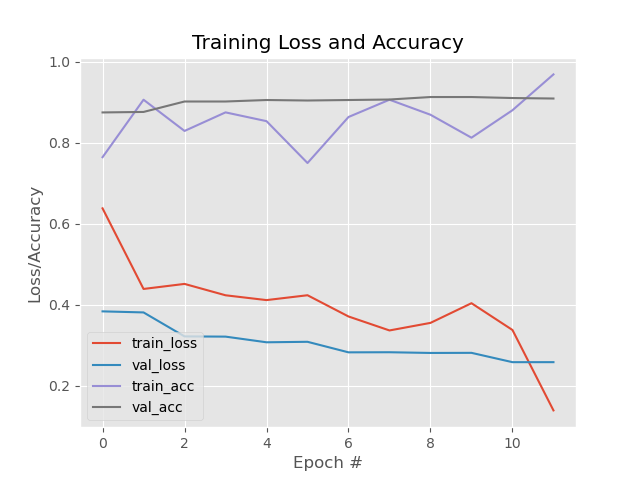 Training Loss and Accuracy
1.0
0.8
0.6
0.4
0.2
Loss/Accuracy
train_loss
val_loss
train_acc
val_acc
0 2 4 6 8 10
Epoch #